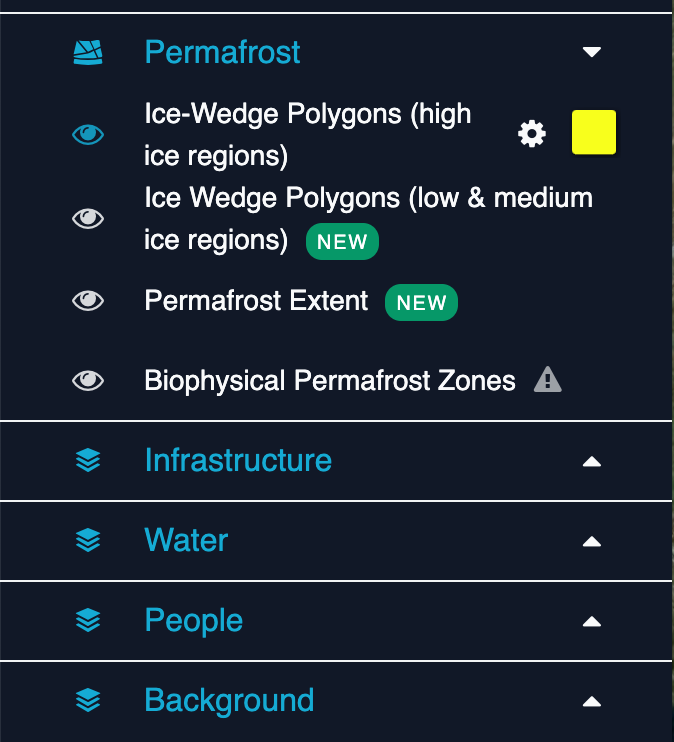 Permafrost
Ice-Wedge Polygons (high
ice regions)
Ice Wedge Polygons (low & medium
ice regions) NEW
Permafrost Extent NEW
Biophysical Permafrost Zones
Infrastructure
Water
People
Background